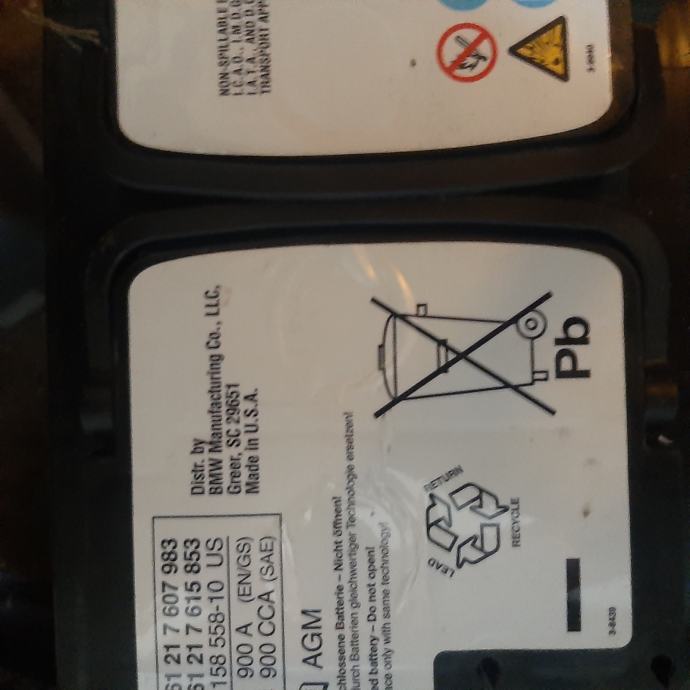 NON-SPILLABLE
I.C.A.O., I.M.D.G.
I.A.T.A. AND D.O.
TRANSPORT APP
3-9840
Distr. by
BMW Manufacturing Co., LLC,
Greer, SC 29651
Made in U.S.A.
61 21 7 607 983
61 21 7 615 853
158 558-10 US
900 A (EN/GS)
900 CCA (SAE)
AGM
chlossene Batterie – Nicht öffnen!
durch Batterien gleichwertiger Technologie ersetzen!
ed battery – Do not open!
ace only with same technology!
Pb
LEAD
RETURN
RECYCLE
3-8439